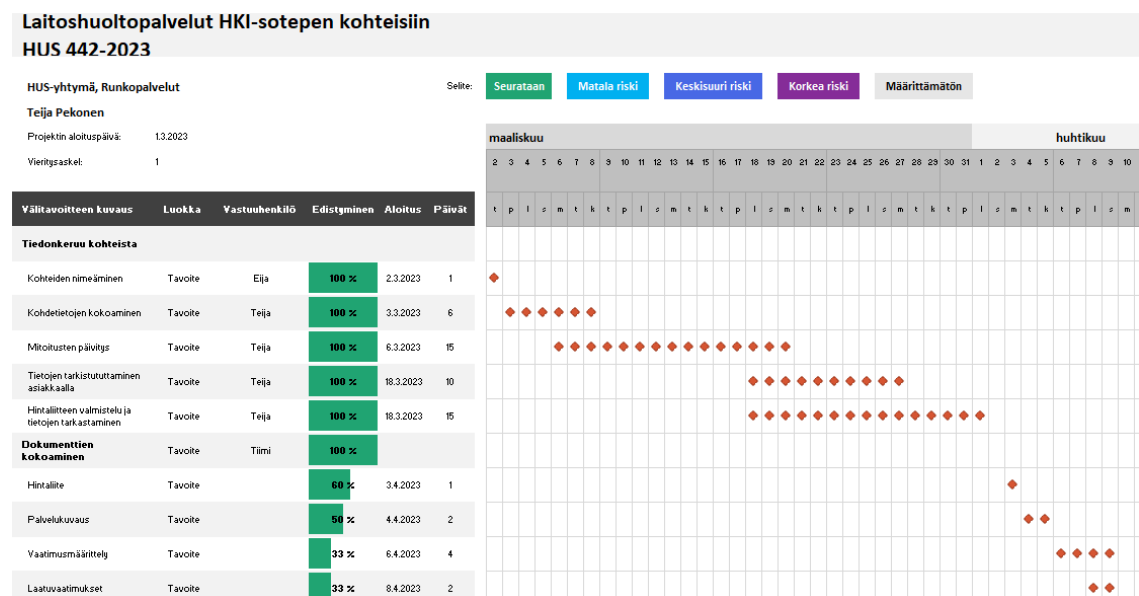 Laitoshuoltopalvelut HKI-sotepen kohteisiin
HUS 442-2023
HUS-yhtymä, Runkopalvelut
Selite:
Seurataan
Matala riski
Keskisuuri riski
Korkea riski
Määrittämätön
Teija Pekonen
Projektin aloituspäivä: 1.3.2023
maaliskuu huhtikuu
Vieritysaskel: 1
2 3 4 5 6 7 8 9 10 11 12 13 14 15 16 17 18 19 20 21 22 23 24 25 26 27 28 29 30 31 1 2 3 4 5 6 7 8 9 10
Välitavoitteen kuvaus Luokka Vastuuhenkilö Edistyminen Aloitus Päivät
t p l s m t k t p l s m t k t p l s m t k t p l s m t k t p l s m t k t p l s m
Tiedonkeruu kohteista
Kohteiden nimeäminen Tavoite Eija 100 % 2.3.2023 1
Kohdetietojen kokoaminen Tavoite Teija 100 % 3.3.2023 6
Mitoitusten päivitys Tavoite Teija 100 % 6.3.2023 15
Tietojen tarkistututtaminen
asiakkaalla Tavoite Teija 100 % 18.3.2023 10
Hintaliitteen valmistelu ja
tietojen tarkastaminen Tavoite Teija 100 % 18.3.2023 15
Dokumenttien
kokoaminen Tavoite Tiimi 100 %
Hintaliite Tavoite 60 % 3.4.2023 1
Palvelukuvaus Tavoite 50 % 4.4.2023 2
Vaatimusmäärittely Tavoite 33 % 6.4.2023 4
Laatuvaatimukset Tavoite 33 % 8.4.2023 2